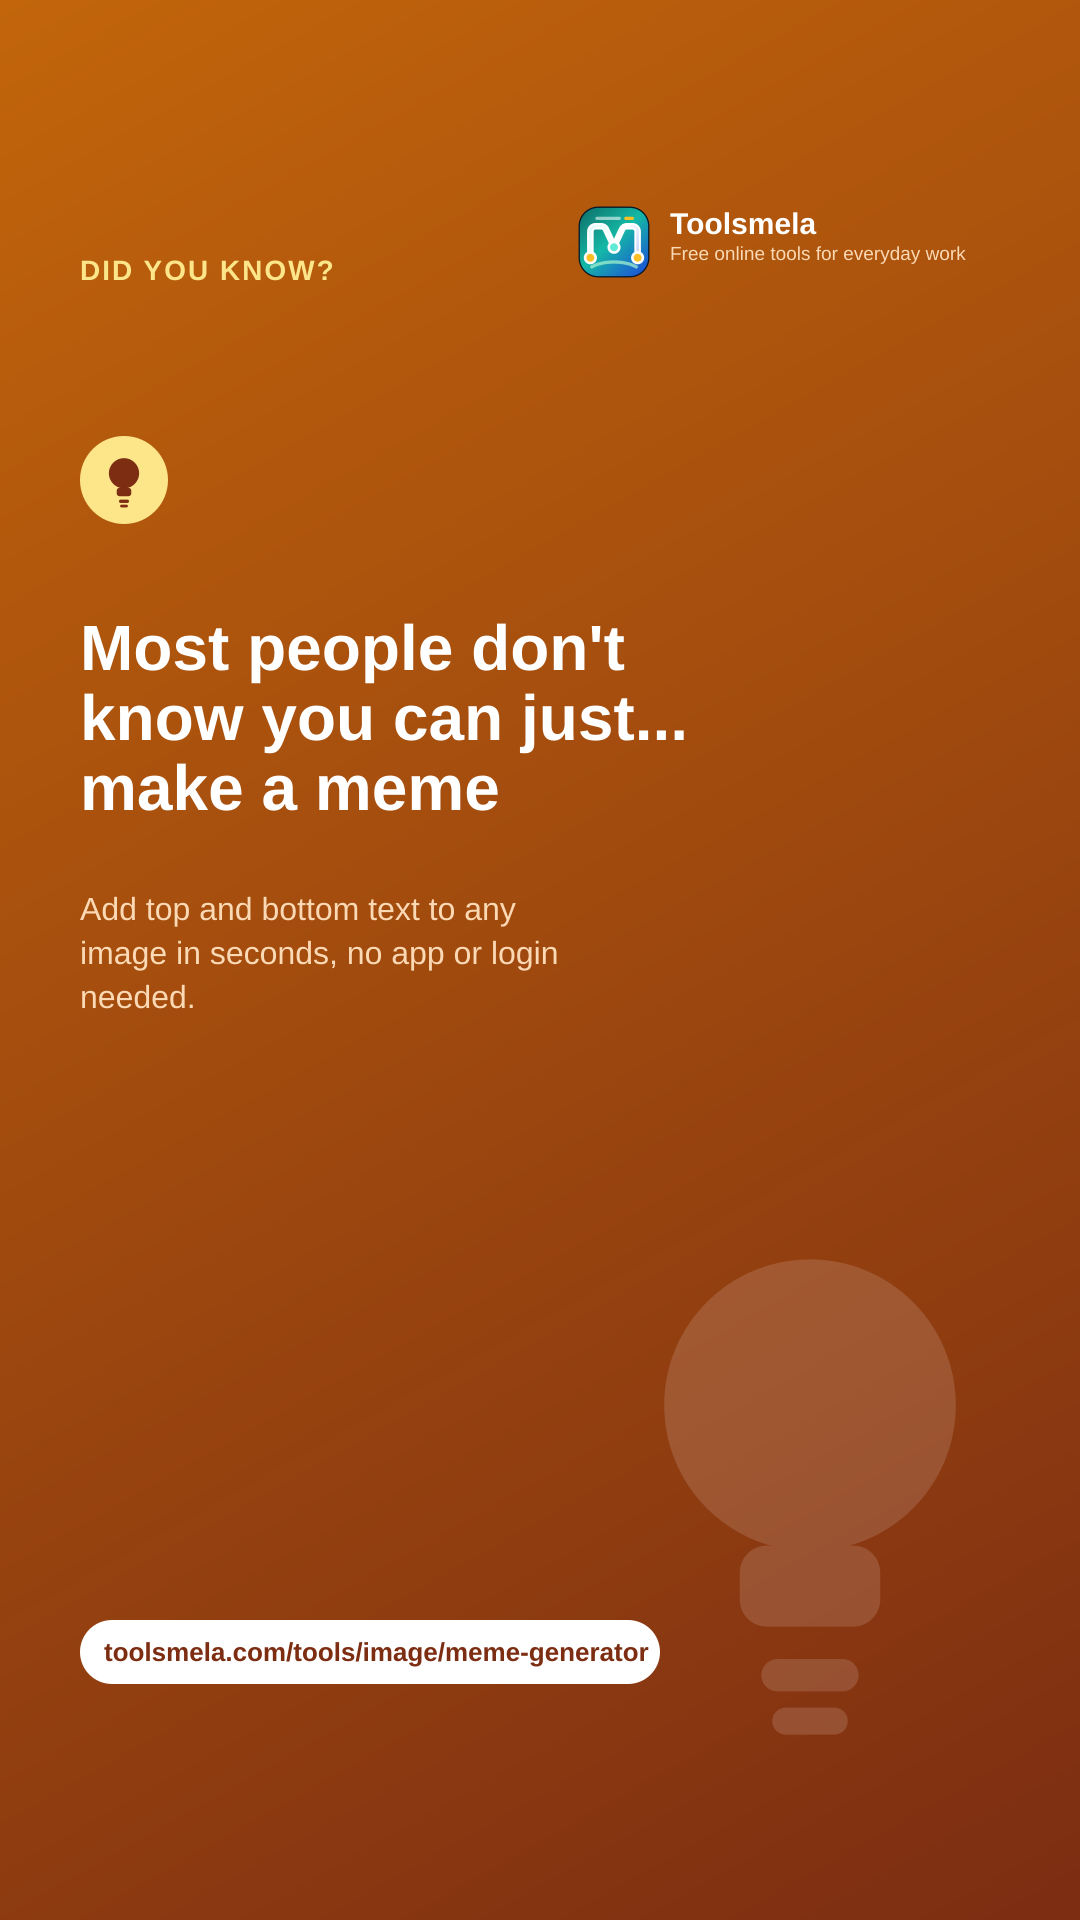 DID YOU KNOW?
Toolsmela
Free online tools for everyday work
Most people don't
know you can just...
make a meme
Add top and bottom text to any
image in seconds, no app or login
needed.
toolsmela.com/tools/image/meme-generator